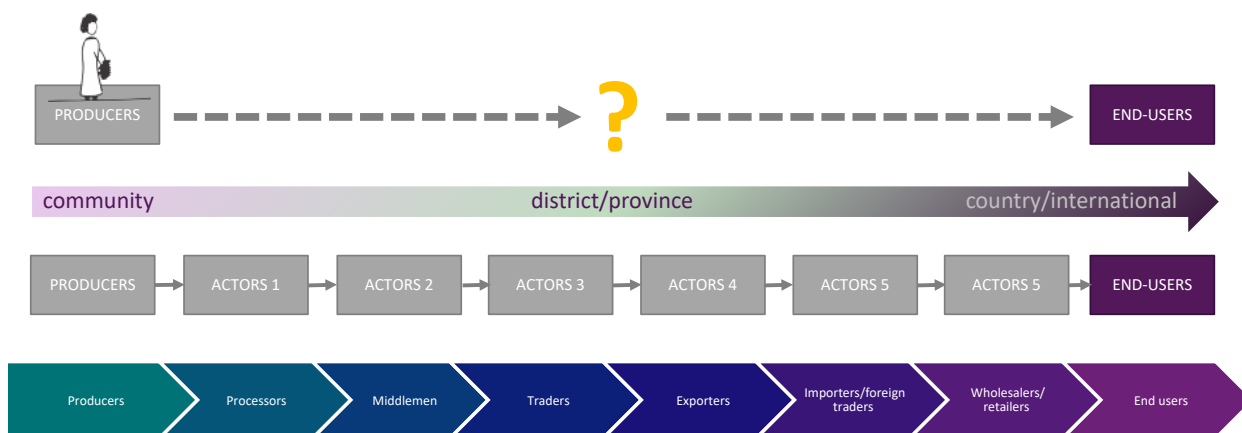 PRODUCERS
?
END-USERS
community
district/province
country/international
PRODUCERS
ACTORS 1
ACTORS 2
ACTORS 3
ACTORS 4
ACTORS 5
ACTORS 5
END-USERS
Producers
Processors
Middlemen
Traders
Exporters
Importers/foreign
traders
Wholesalers/
retailers
End users